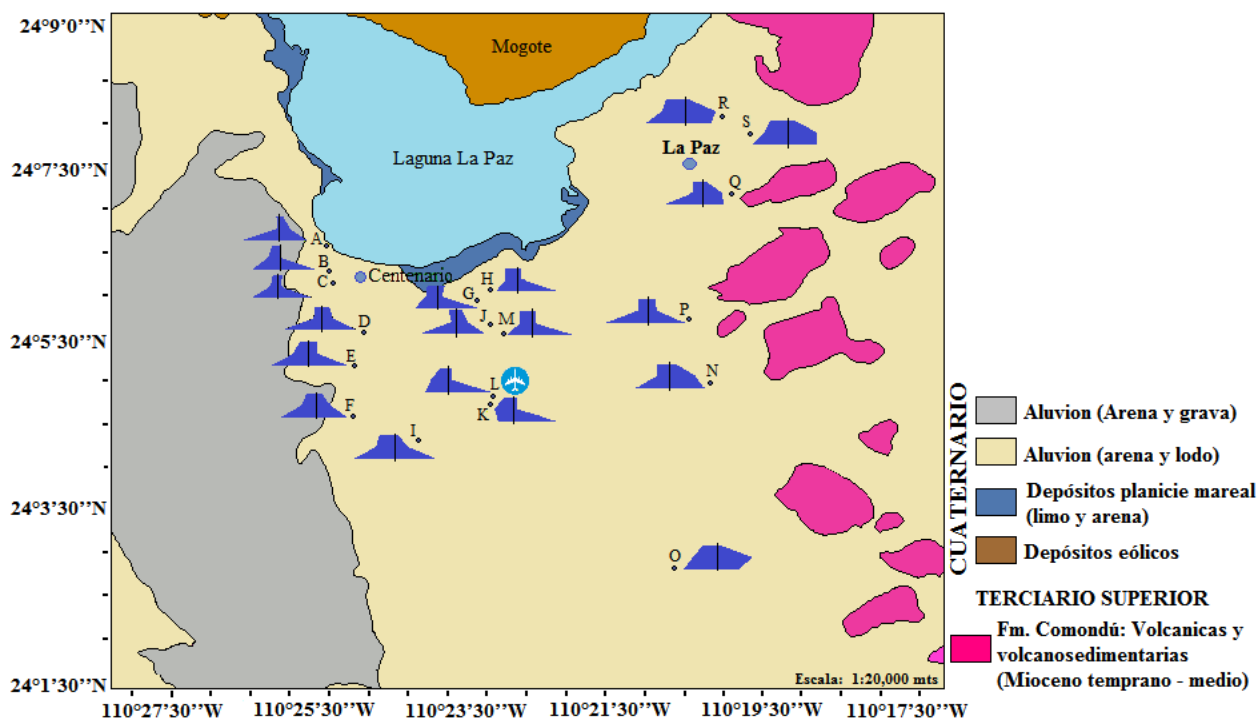 24°9'0''N
24°7'30''N
24°5'30''N
24°3'30''N
24°1'30''N
Mogote
Laguna La Paz
R
S
La Paz
Q
A
B
C
Centenario
H
G
D
J
M
P
E
L
N
K
F
I
O
Escala: 1:20,000 mts
110°27'30''W
110°25'30''W
110°23'30''W
110°21'30''W
110°19'30''W
110°17'30''W
CUATERNARIO
Aluvion (Arena y grava)
Aluvion (arena y lodo)
Depósitos planicie mareal
(limo y arena)
Depósitos eólicos
TERCIARIO SUPERIOR
Fm. Comondú: Volcanicas y
volcanosedimentarias
(Mioceno temprano - medio)